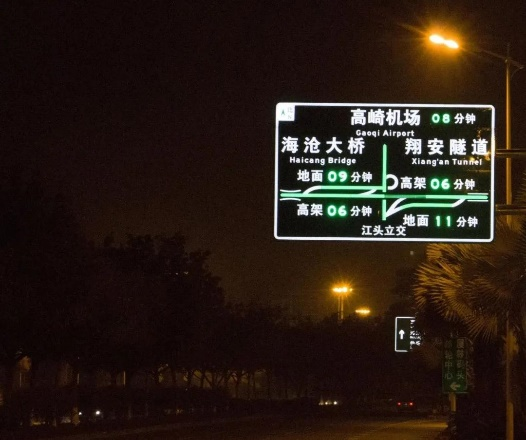 高崎机场 08 分钟
Gaoqi Airport
海沧大桥 翔安隧道
Haicang Bridge Xiang'an Tunnel
地面 09 分钟 高架 06 分钟
高架 06 分钟 地面 11 分钟
江头立交